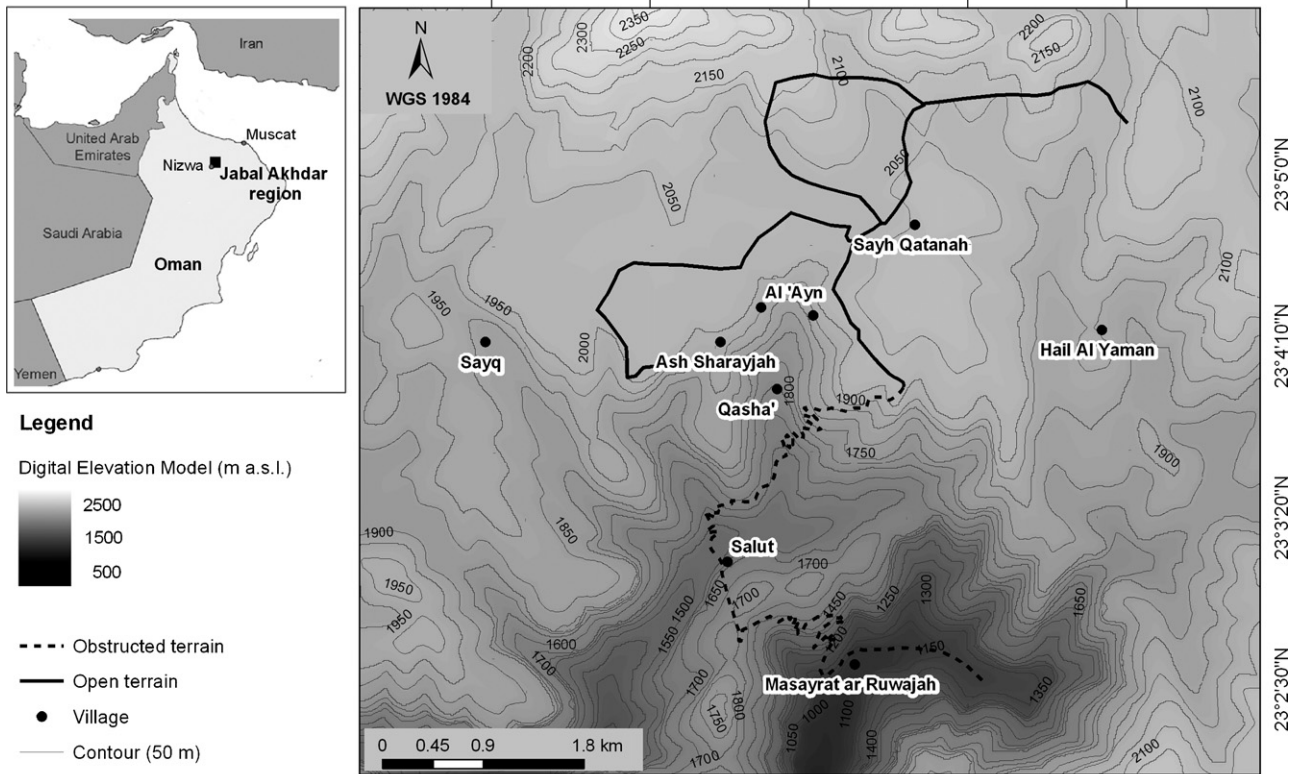 Iran
United Arab
Emirates
Muscat
Nizwa
Jabal Akhdar
region
Saudi Arabia
Oman
Yemen
Legend
Digital Elevation Model (m a.s.l.)
2500
1500
500
Obstructed terrain
Open terrain
Village
Contour (50 m)
N
WGS 1984
2350
2300
2250
2200
2150
2100
2200
2150
2100
2050
2050
2100
23°5'0"N
Sayh Qatanah
Al 'Ayn
1950
1950
2000
Sayq
Ash Sharayjah
Hail Al Yaman
23°4'10"N
Qasha'
1800
1900
1750
1900
1850
1900
23°3'20"N
Salut
1700
1950
1950
1650
1700
1500
1550
1450
1250
1300
1200
1650
1600
1700
1150
Masayrat ar Ruwajah
1350
23°2'30"N
1700
1800
1750
1700
1000
1100
1050
1400
2100
0 0.45 0.9 1.8 km